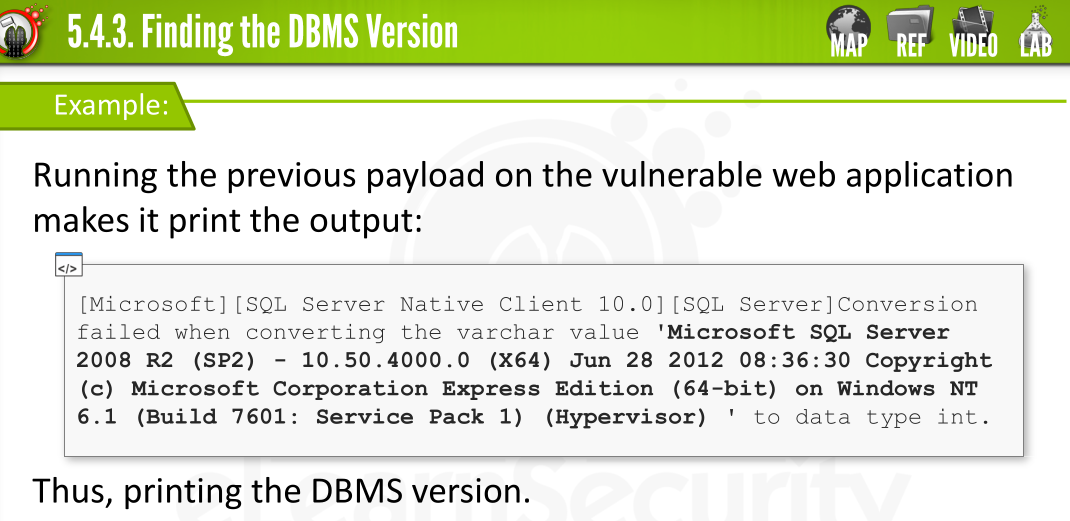 5.4.3. Finding the DBMS Version
MAP REF VIDEO LAB
Example:
Running the previous payload on the vulnerable web application
makes it print the output:
</>
[Microsoft][SQL Server Native Client 10.0][SQL Server]Conversion
failed when converting the varchar value 'Microsoft SQL Server
2008 R2 (SP2) - 10.50.4000.0 (X64) Jun 28 2012 08:36:30 Copyright
(c) Microsoft Corporation Express Edition (64-bit) on Windows NT
6.1 (Build 7601: Service Pack 1) (Hypervisor) ' to data type int.
eLearnSecurity
Thus, printing the DBMS version.